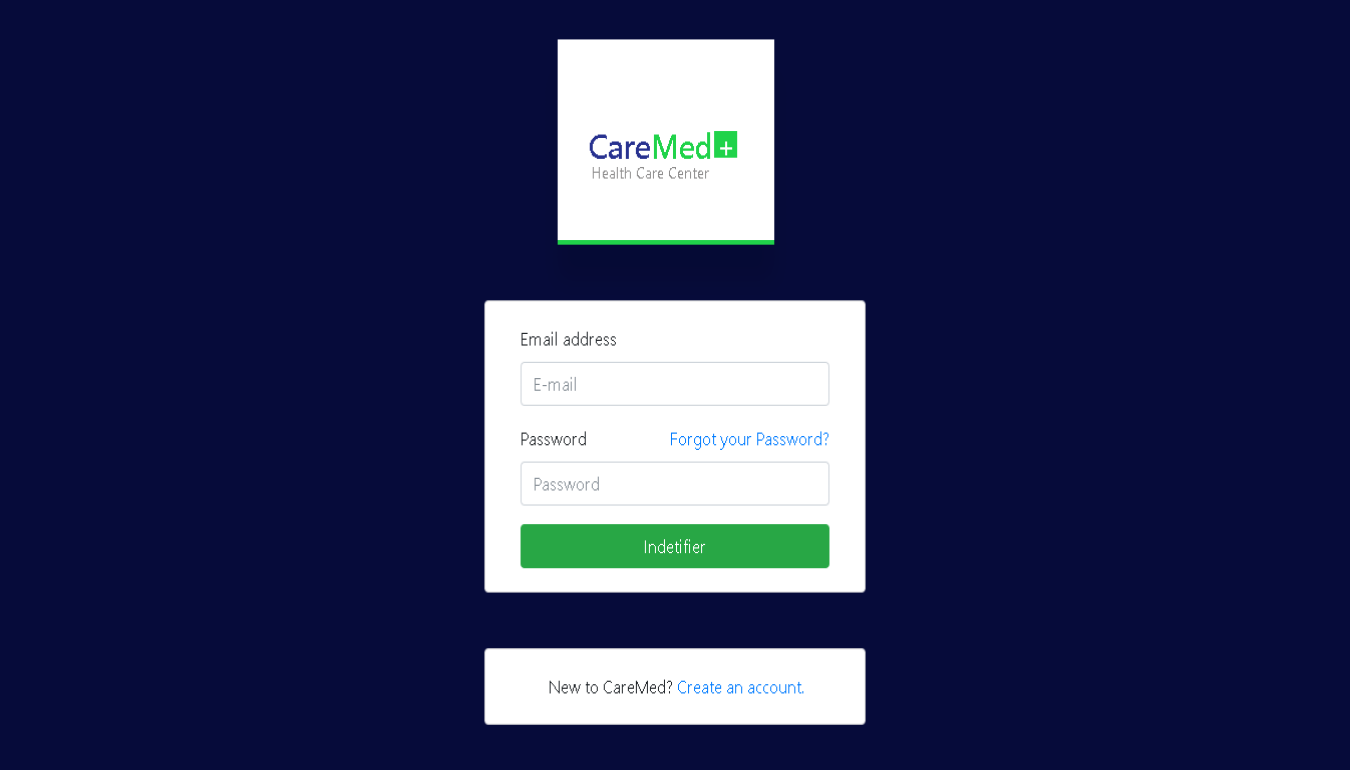 CareMed+
Health Care Center
Email address
E-mail
Password Forgot your Password?
Password
Indetifier
New to CareMed? Create an account.